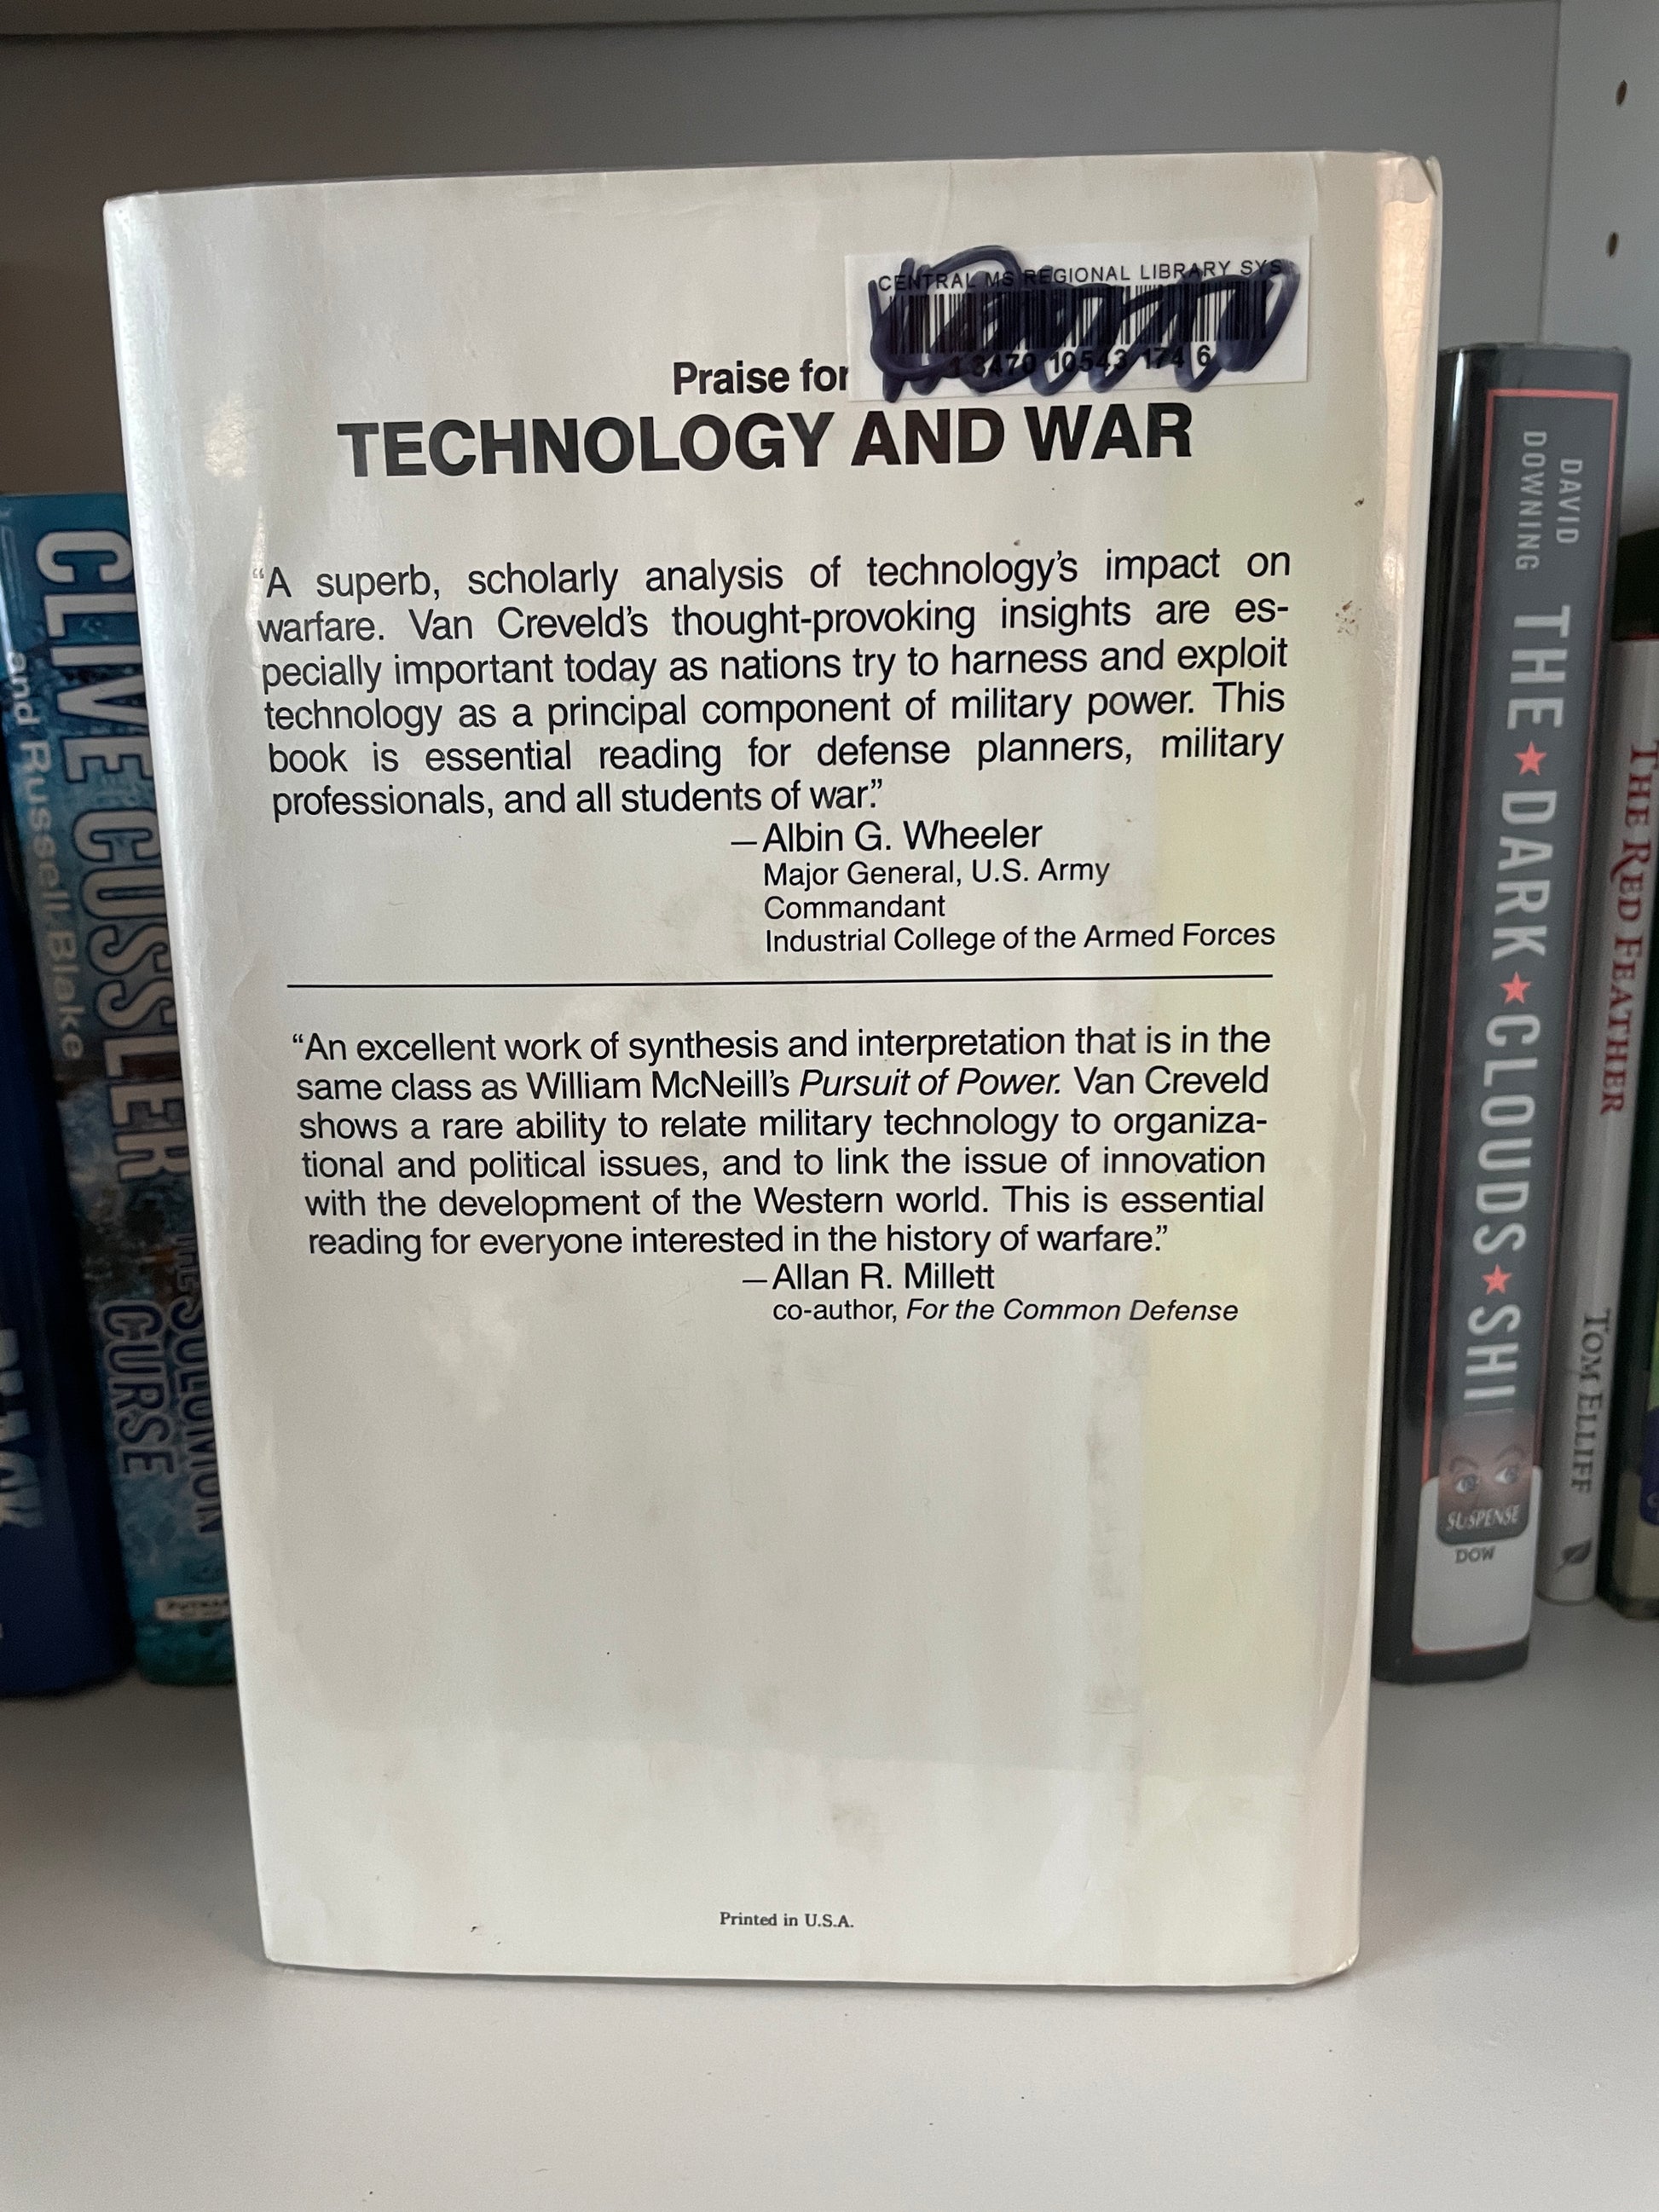 CENTRAL MS REGIONAL LIBRARY SYS
1 3470 10543 174 6
Praise for
TECHNOLOGY AND WAR
“A superb, scholarly analysis of technology’s impact on
warfare. Van Creveld’s thought-provoking insights are es-
pecially important today as nations try to harness and exploit
technology as a principal component of military power. This
book is essential reading for defense planners, military
professionals, and all students of war.”
—Albin G. Wheeler
Major General, U.S. Army
Commandant
Industrial College of the Armed Forces
“An excellent work of synthesis and interpretation that is in the
same class as William McNeill’s Pursuit of Power. Van Creveld
shows a rare ability to relate military technology to organiza-
tional and political issues, and to link the issue of innovation
with the development of the Western world. This is essential
reading for everyone interested in the history of warfare.”
—Allan R. Millett
co-author, For the Common Defense
Printed in U.S.A.
CLIVE CUSSLER
and Russell Blake
THE SOLOMON
CURSE
DAVID
DOWNING
THE ★ DARK ★ CLOUDS ★ SHI
SUSPENSE
DOW
THE RED FEATHER
TOM ELLIFF